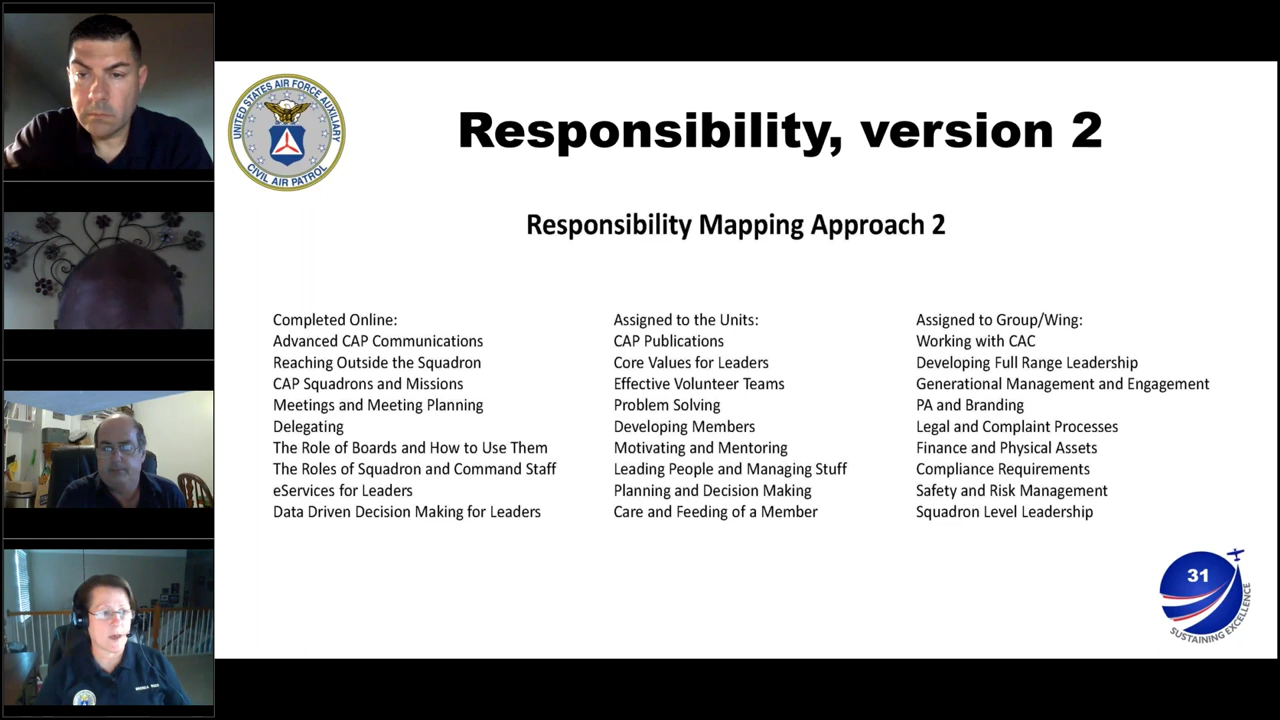 UNITED STATES AIR FORCE AUXILIARY
CIVIL AIR PATROL
Responsibility, version 2
Responsibility Mapping Approach 2
Completed Online:
Advanced CAP Communications
Reaching Outside the Squadron
CAP Squadrons and Missions
Meetings and Meeting Planning
Delegating
The Role of Boards and How to Use Them
The Roles of Squadron and Command Staff
eServices for Leaders
Data Driven Decision Making for Leaders
Assigned to the Units:
CAP Publications
Core Values for Leaders
Effective Volunteer Teams
Problem Solving
Developing Members
Motivating and Mentoring
Leading People and Managing Stuff
Planning and Decision Making
Care and Feeding of a Member
Assigned to Group/Wing:
Working with CAC
Developing Full Range Leadership
Generational Management and Engagement
PA and Branding
Legal and Complaint Processes
Finance and Physical Assets
Compliance Requirements
Safety and Risk Management
Squadron Level Leadership
31
SUSTAINING EXCELLENCE